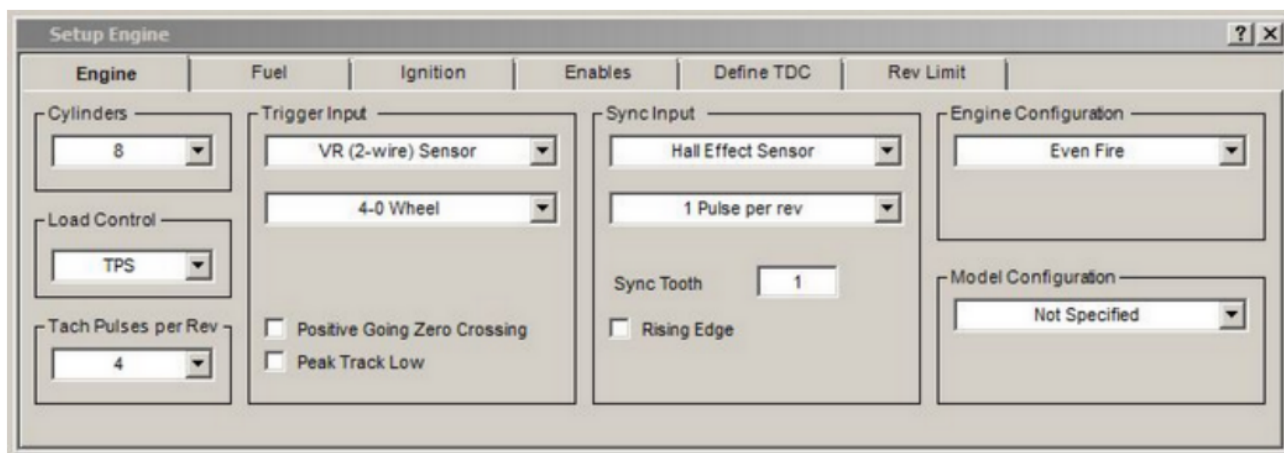 Setup Engine
? X
Engine Fuel Ignition Enables Define TDC Rev Limit
Cylinders
8
Load Control
TPS
Tach Pulses per Rev
4
Trigger Input
VR (2-wire) Sensor
4-0 Wheel
Positive Going Zero Crossing
Peak Track Low
Sync Input
Hall Effect Sensor
1 Pulse per rev
Sync Tooth 1
Rising Edge
Engine Configuration
Even Fire
Model Configuration
Not Specified